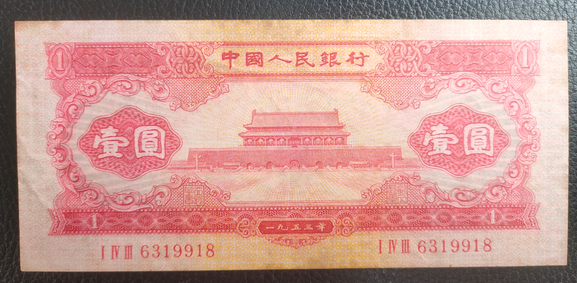 中國人民銀行
1 1
壹圓 壹圓
1 1
一九五三年
I IV III 6319918 I IV III 6319918